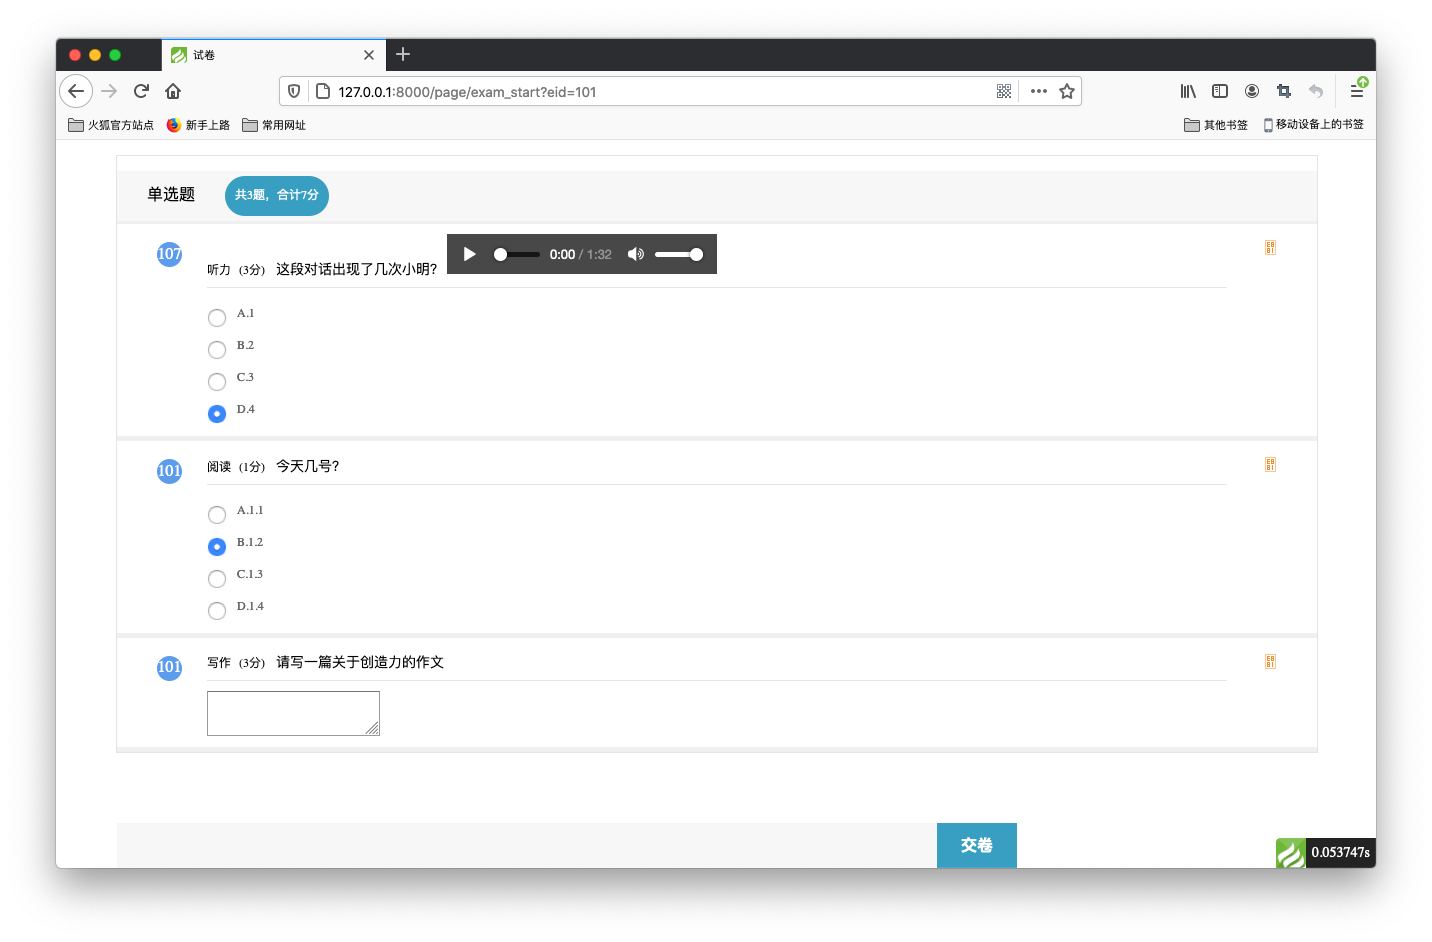 试卷
127.0.0.1:8000/page/exam_start?eid=101
火狐官方站点 新手上路 常用网址 其他书签 移动设备上的书签
单选题 共3题，合计7分
107 听力 (3分) 这段对话出现了几次小明? 0:00 / 1:32
A.1
B.2
C.3
D.4
101 阅读 (1分) 今天几号?
A.1.1
B.1.2
C.1.3
D.1.4
101 写作 (3分) 请写一篇关于创造力的作文
交卷
0.053747s